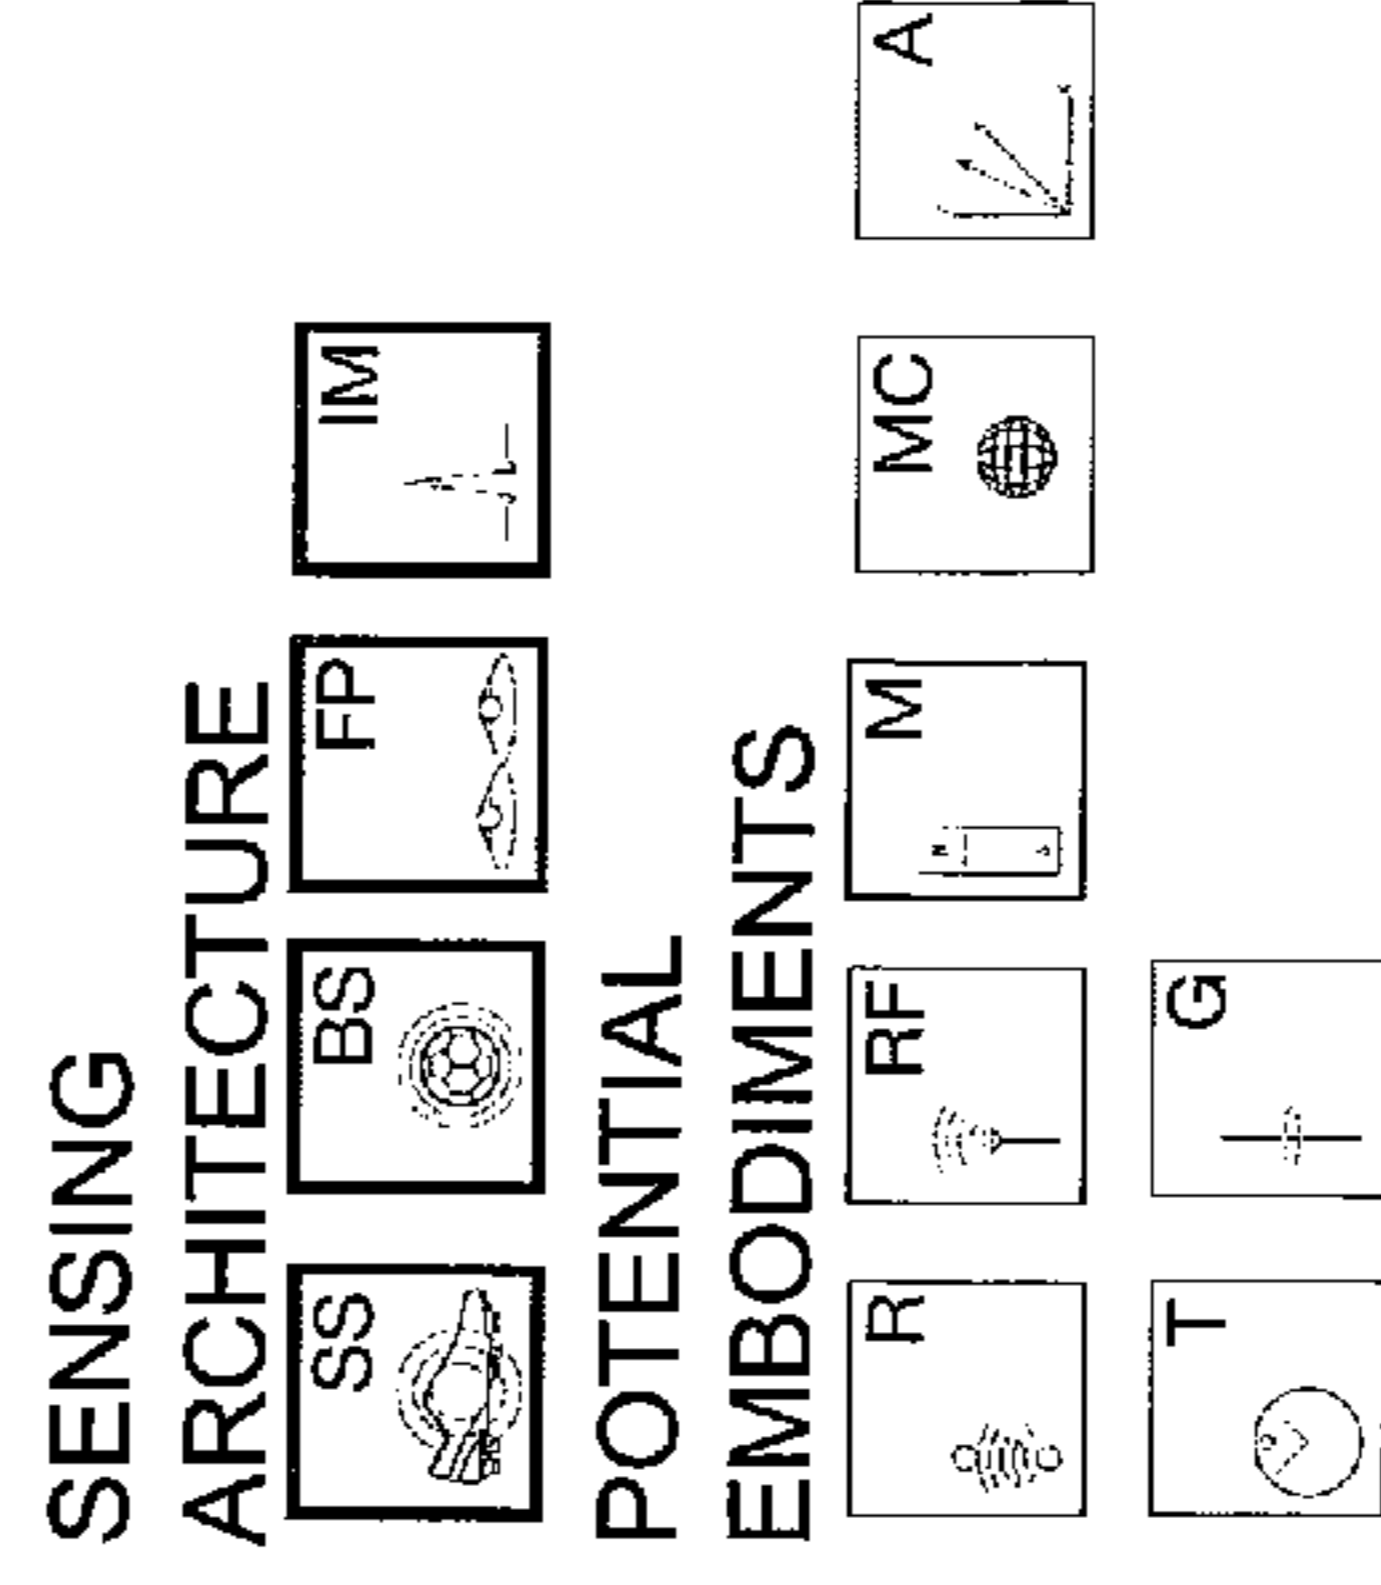 SENSING
ARCHITECTURE
SS BS FP IM
POTENTIAL
EMBODIMENTS
R RF M MC A
N S
T G